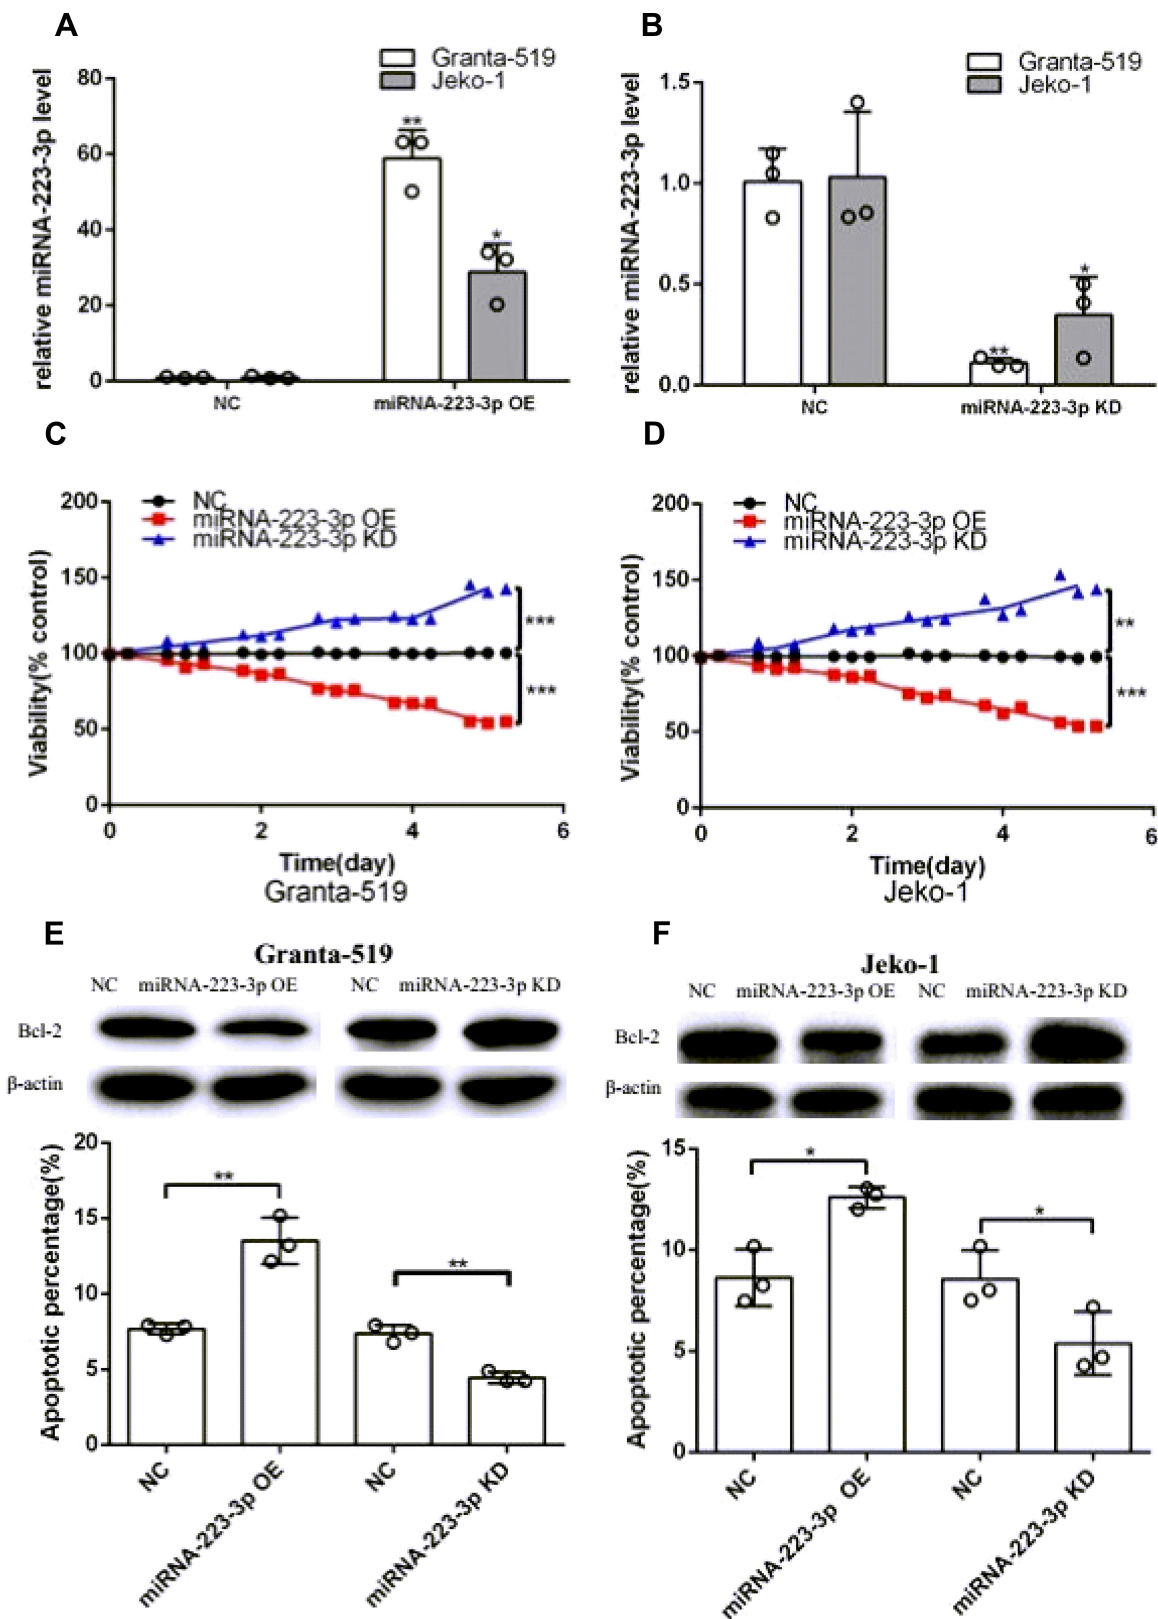 A
Granta-519
Jeko-1
relative miRNA-223-3p level
80
60
40
20
0
**
*
NC
miRNA-223-3p OE
B
Granta-519
Jeko-1
relative miRNA-223-3p level
1.5
1.0
0.5
0.0
**
*
NC
miRNA-223-3p KD
C
NC
miRNA-223-3p OE
miRNA-223-3p KD
Viability(% control)
200
150
100
50
0
***
***
0
2
4
6
Time(day)
Granta-519
D
NC
miRNA-223-3p OE
miRNA-223-3p KD
Viability(% control)
200
150
100
50
0
**
***
0
2
4
6
Time(day)
Jeko-1
E
Granta-519
NC miRNA-223-3p OE NC miRNA-223-3p KD
Bcl-2
β-actin
Apoptotic percentage(%)
20
15
10
5
0
**
**
NC
miRNA-223-3p OE
NC
miRNA-223-3p KD
F
Jeko-1
NC miRNA-223-3p OE NC miRNA-223-3p KD
Bcl-2
β-actin
Apoptotic percentage(%)
15
10
5
0
*
*
NC
miRNA-223-3p OE
NC
miRNA-223-3p KD